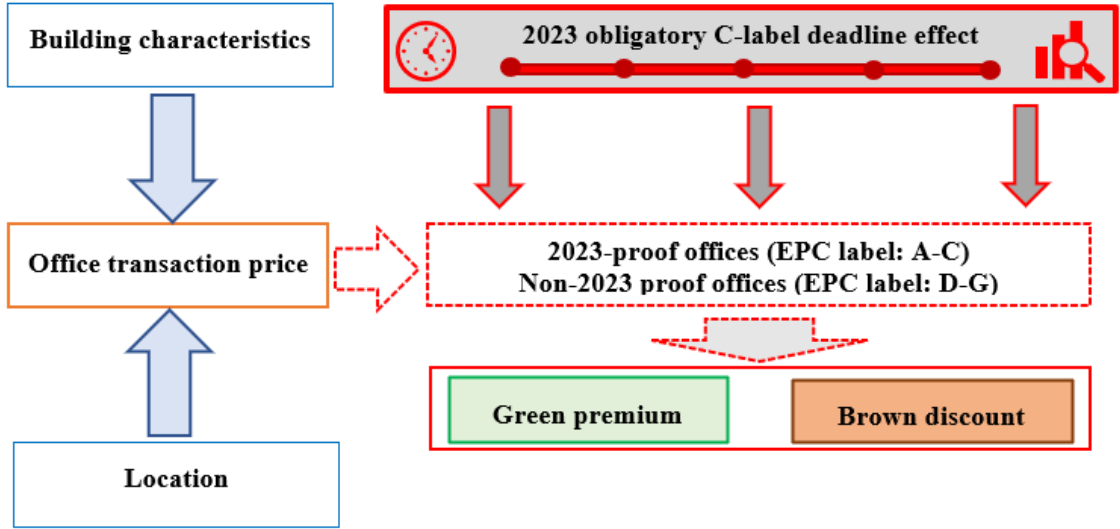 Building characteristics
2023 obligatory C-label deadline effect
Office transaction price
2023-proof offices (EPC label: A-C)
Non-2023 proof offices (EPC label: D-G)
Green premium
Brown discount
Location